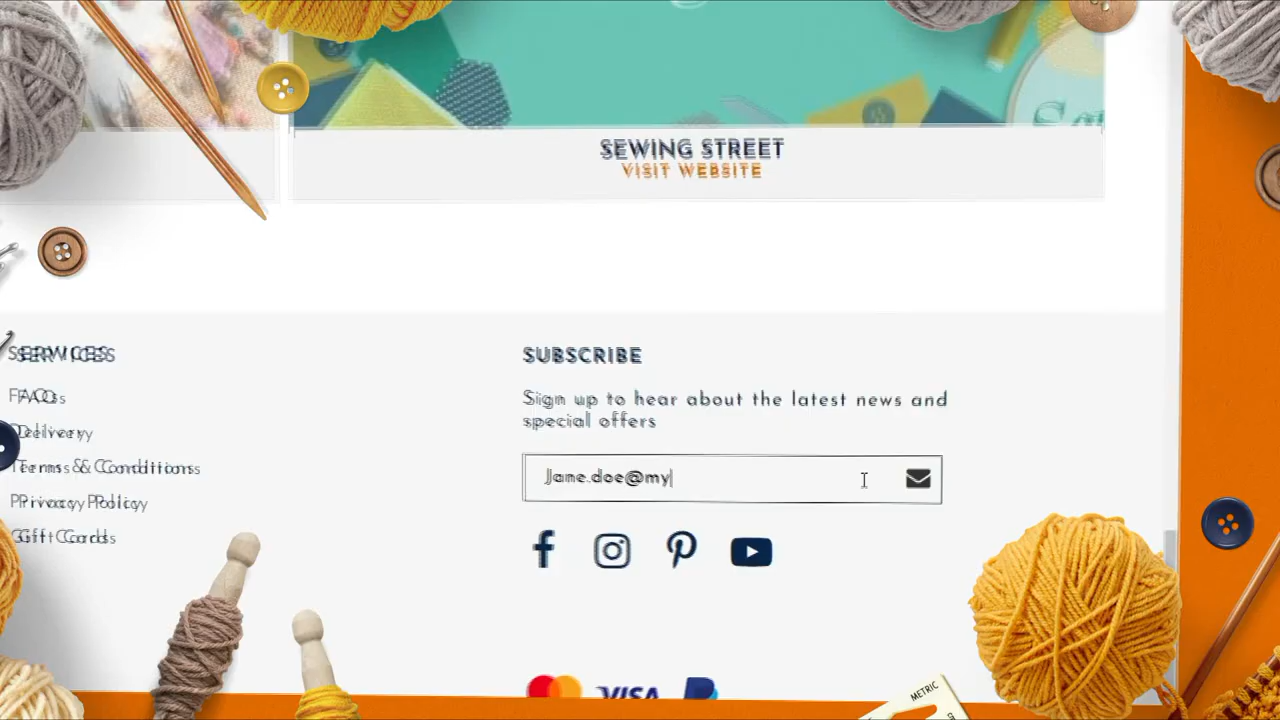 SEWING STREET
VISIT WEBSITE
SERVICES
FAQs
Delivery
Terms & Conditions
Privacy Policy
Gift Cards
SUBSCRIBE
Sign up to hear about the latest news and
special offers
Jane.doe@my
VISA
METRIC